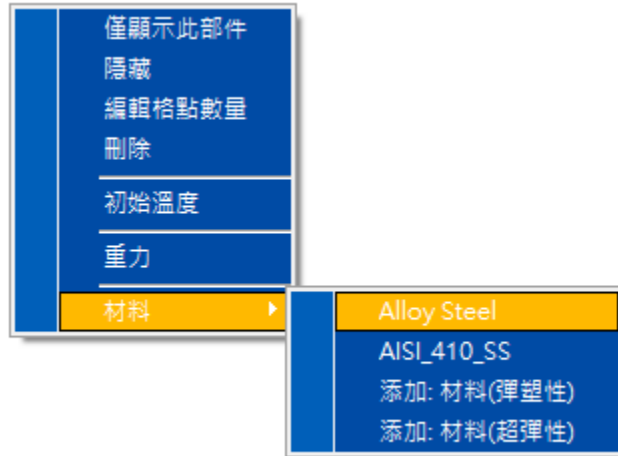 僅顯示此部件
隱藏
編輯格點數量
刪除
初始溫度
重力
材料
Alloy Steel
AISI_410_SS
添加: 材料(彈塑性)
添加: 材料(超彈性)